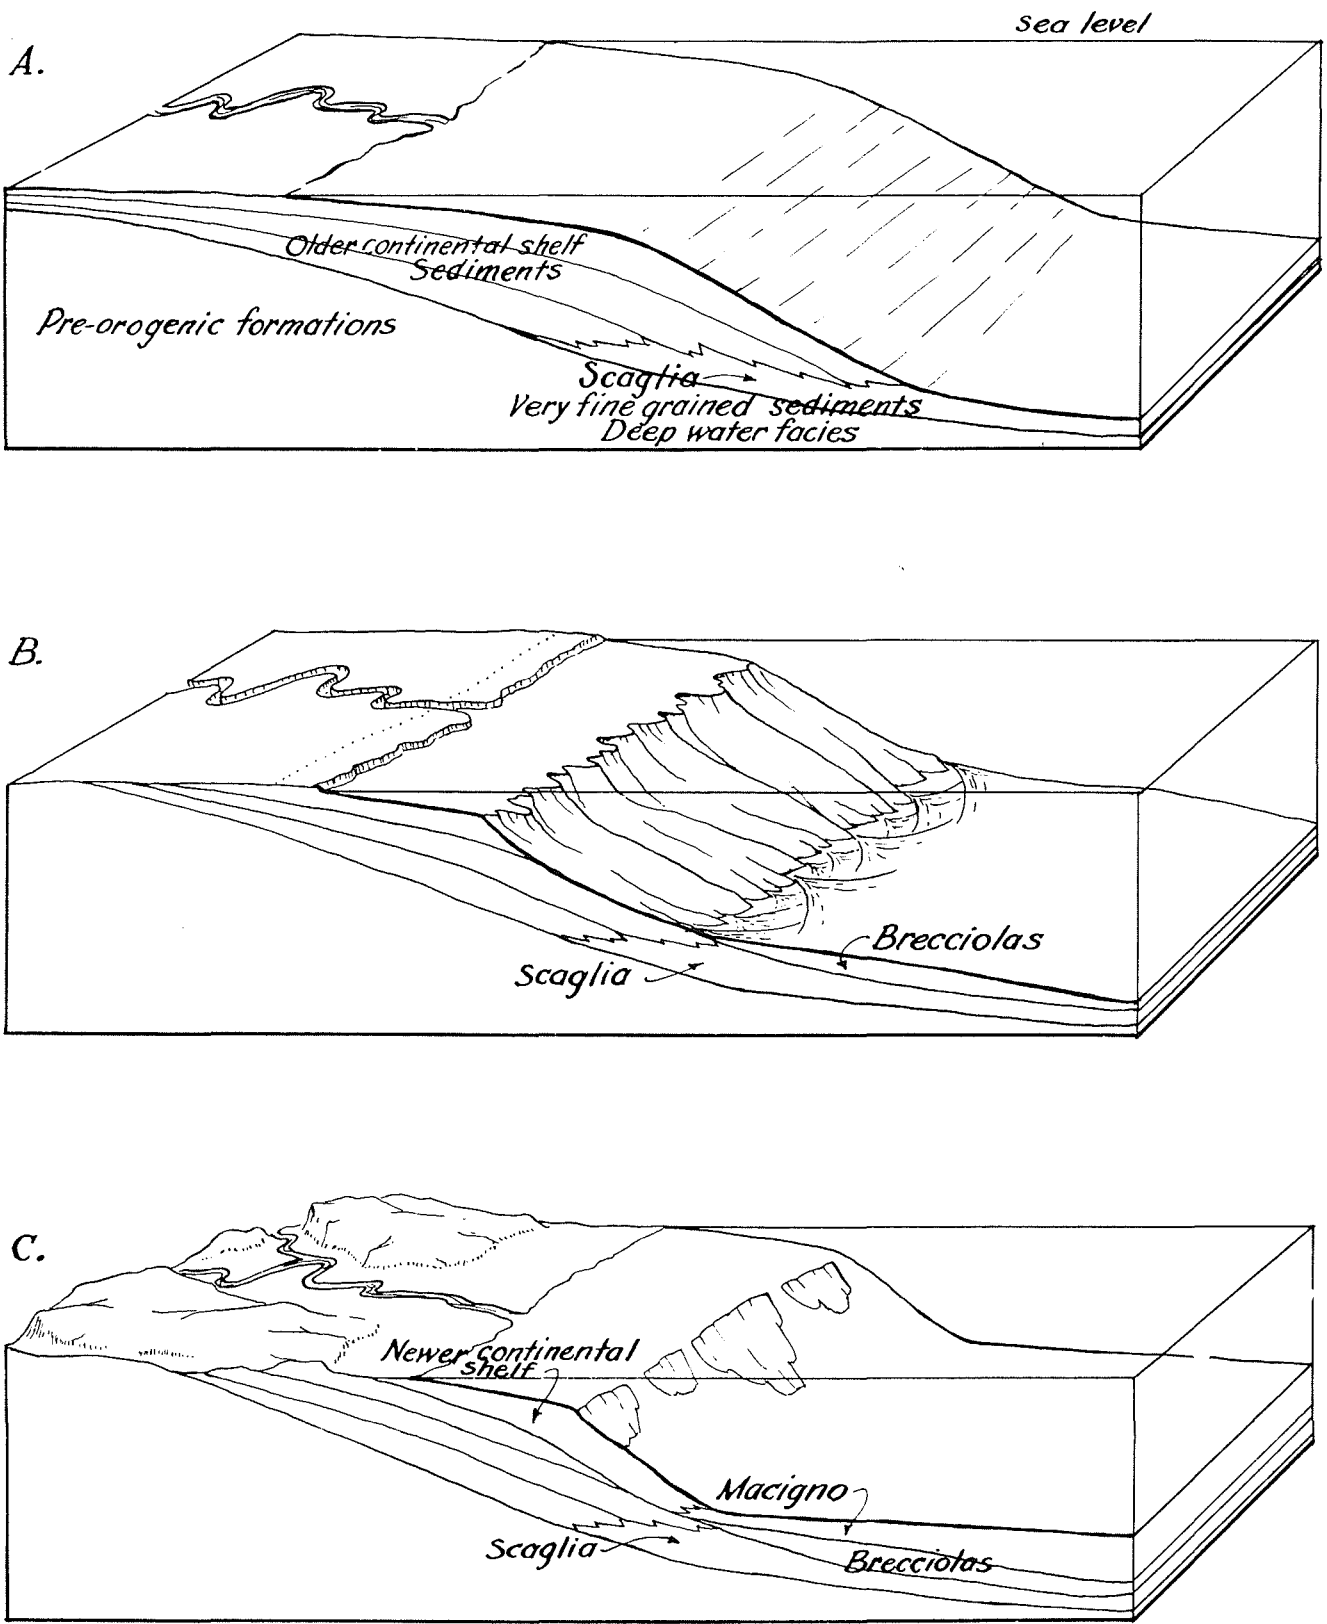 Sea level
A.
Older continental shelf
Sediments
Pre-orogenic formations
Scaglia
Very fine grained sediments
Deep water facies
B.
Brecciolas
Scaglia
C.
Newer continental
shelf
Macigno
Scaglia
Brecciolas